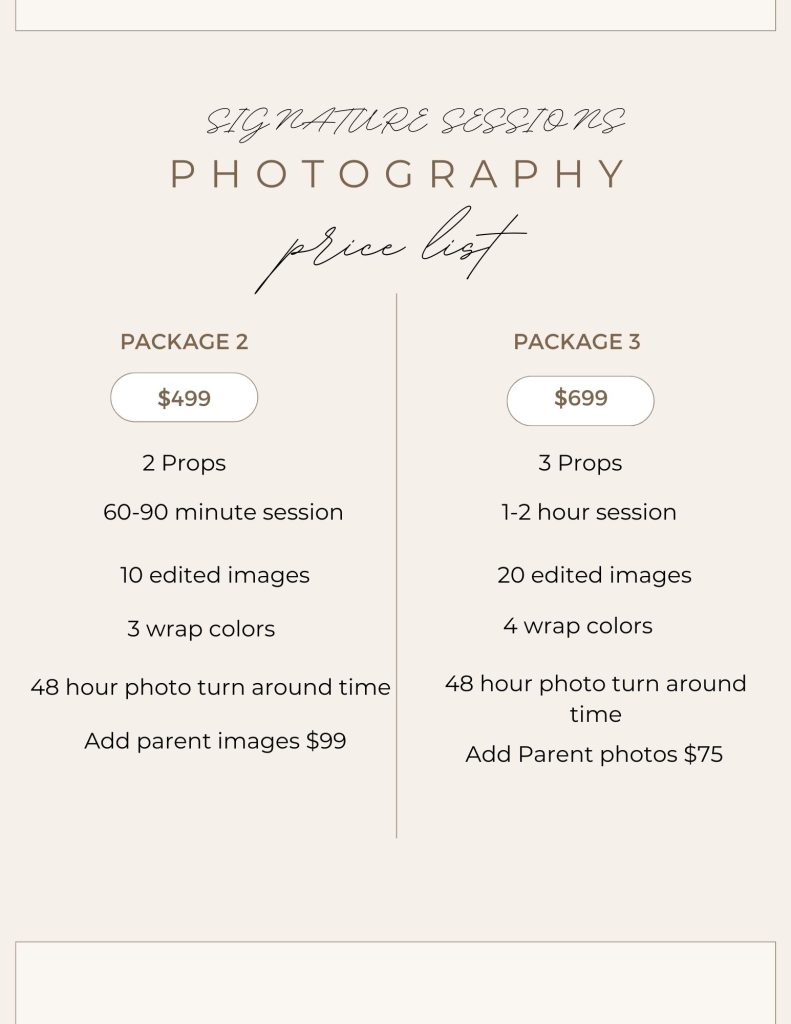 SIGNATURE SESSIONS
PHOTOGRAPHY
price list
PACKAGE 2
$499
2 Props
60-90 minute session
10 edited images
3 wrap colors
48 hour photo turn around time
Add parent images $99
PACKAGE 3
$699
3 Props
1-2 hour session
20 edited images
4 wrap colors
48 hour photo turn around
time
Add Parent photos $75